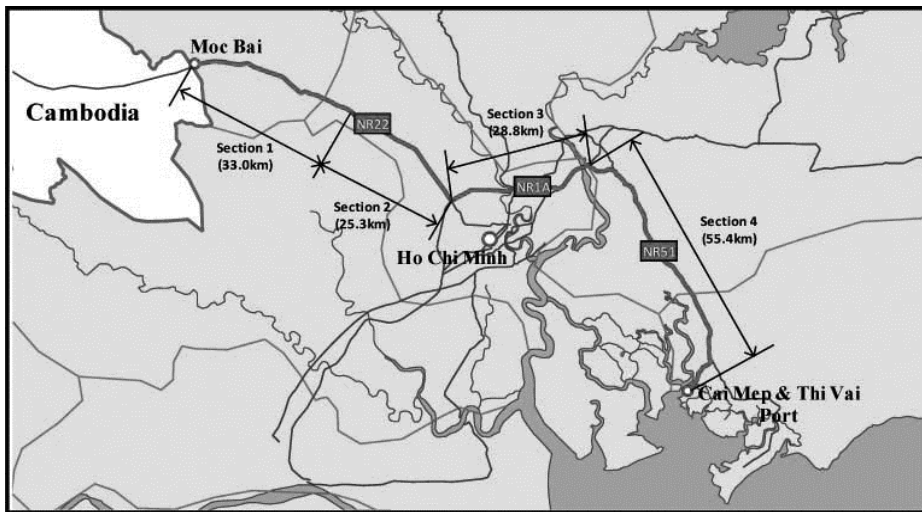 Moc Bai
Cambodia
NR22
Section 3
(28.8km)
Section 1
(33.0km)
NR1A
Section 2
(25.3km)
Section 4
(55.4km)
Ho Chi Minh
NR51
Cai Mep & Thi Vai
Port